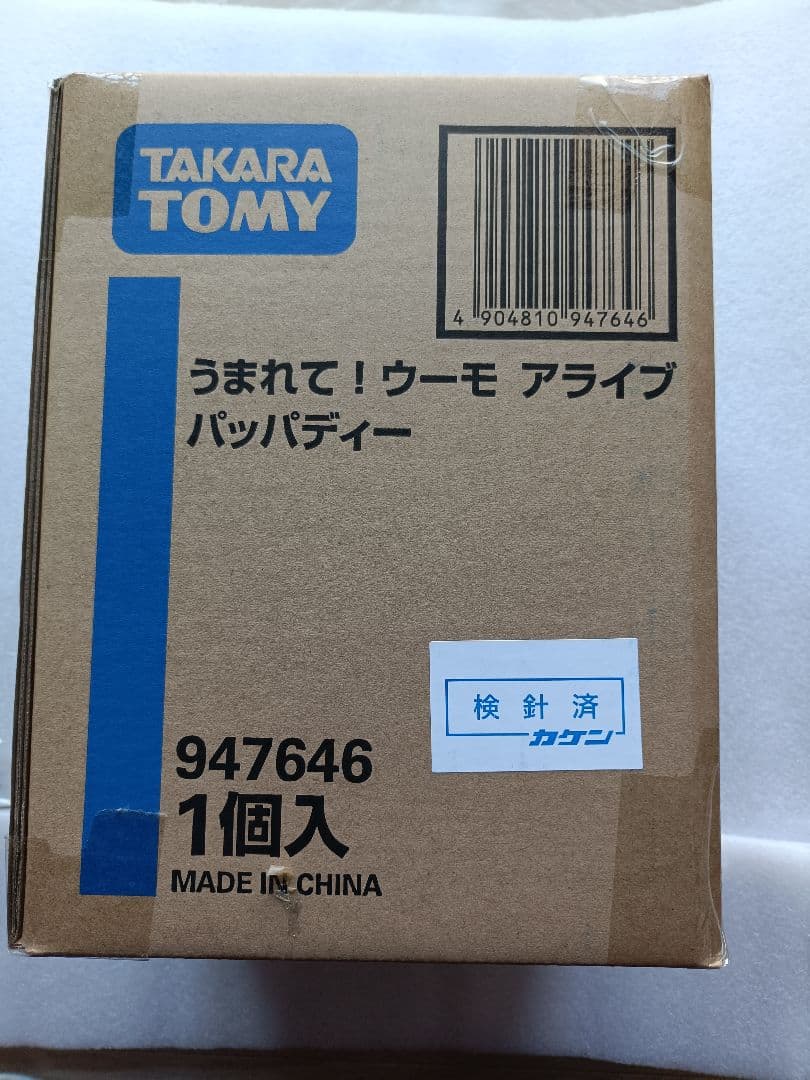 TAKARA
TOMY
4 904810 947646
うまれて！ウーモ アライブ
パッパディー
検針済
カケン
947646
1個入
MADE IN CHINA